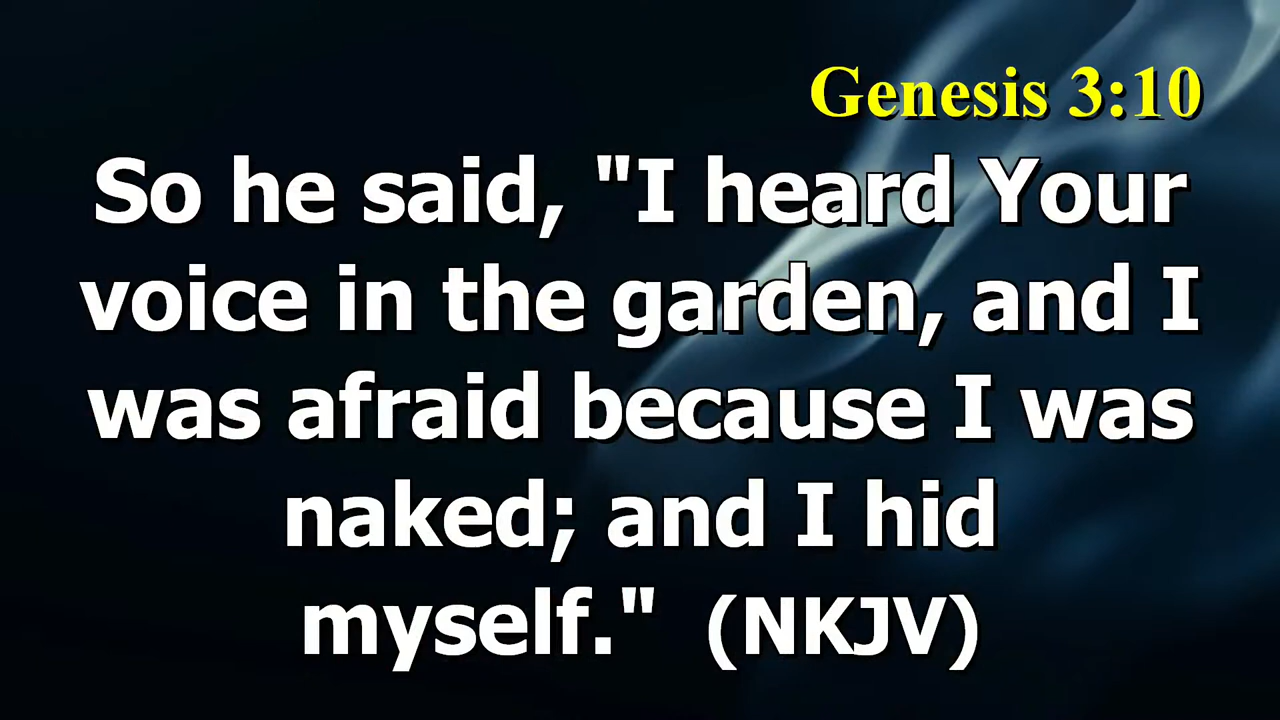 Genesis 3:10
So he said, "I heard Your
voice in the garden, and I
was afraid because I was
naked; and I hid
myself."  (NKJV)